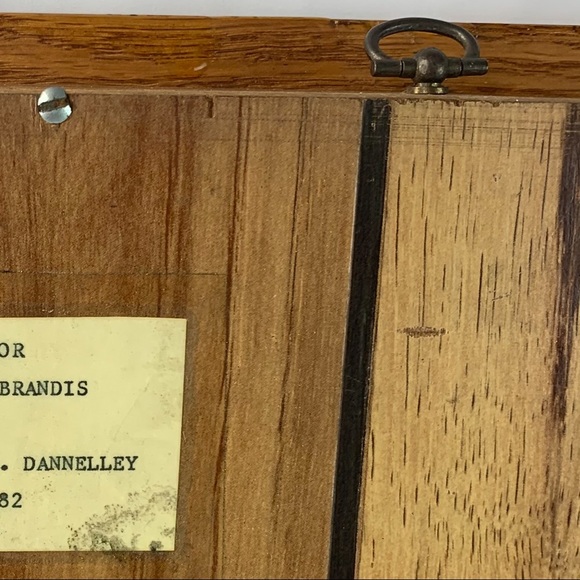 OR
BRANDIS
. DANNELLEY
82